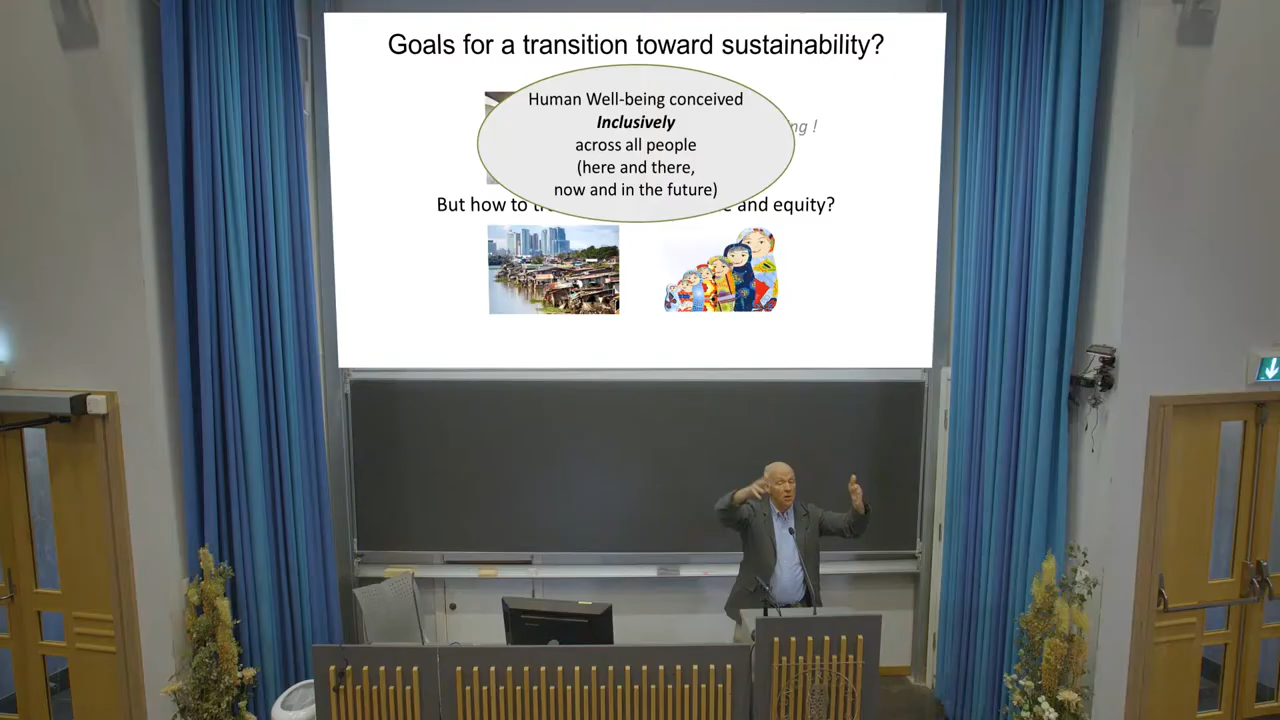 Goals for a transition toward sustainability?
Human Well-being conceived
Inclusively
across all people
(here and there,
now and in the future)
!
But how to and equity?